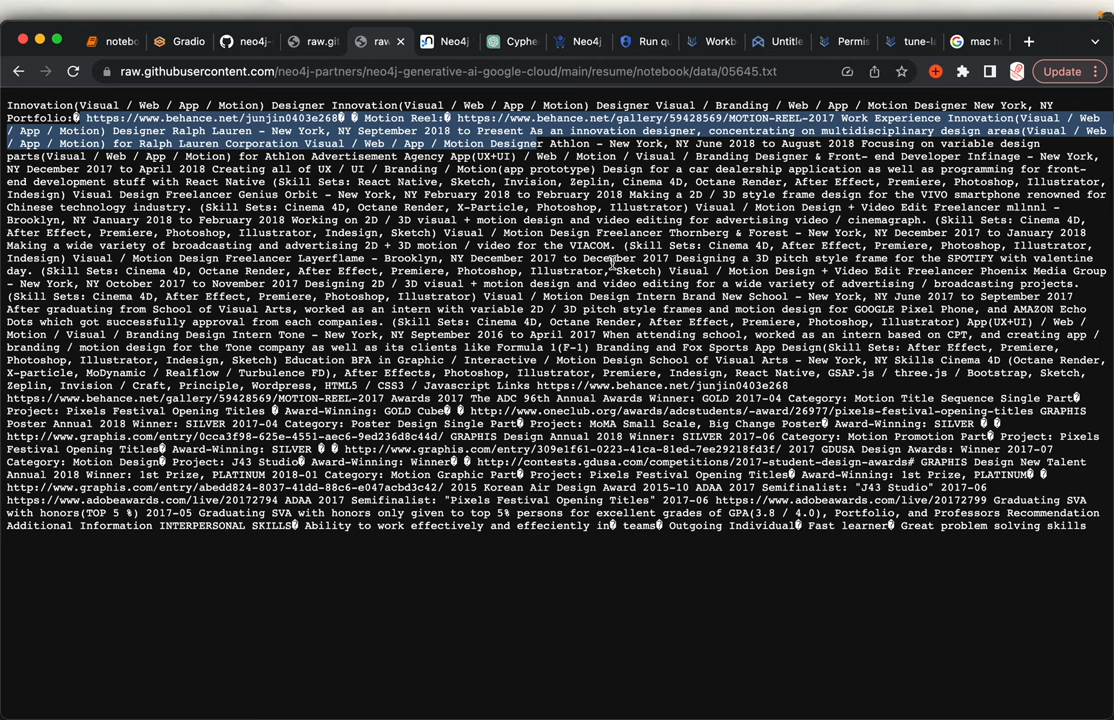 notebo
Gradio
neo4j-
raw.git
raw
Neo4j
Cyphe
Neo4j
Run qu
Workb
Untitle
Permis
tune-l
mac h
raw.githubusercontent.com/neo4j-partners/neo4j-generative-ai-google-cloud/main/resume/notebook/data/05645.txt
Update
Innovation(Visual / Web / App / Motion) Designer Innovation(Visual / Web / App / Motion) Designer Visual / Branding / Web / App / Motion Designer New York, NY
Portfolio:� https://www.behance.net/junjin0403e268� � Motion Reel:� https://www.behance.net/gallery/59428569/MOTION-REEL-2017 Work Experience Innovation(Visual / Web
/ App / Motion) Designer Ralph Lauren - New York, NY September 2018 to Present As an innovation designer, concentrating on multidisciplinary design areas(Visual / Web
/ App / Motion) for Ralph Lauren Corporation Visual / Web / App / Motion Designer Athlon - New York, NY June 2018 to August 2018 Focusing on variable design
parts(Visual / Web / App / Motion) for Athlon Advertisement Agency App(UX+UI) / Web / Motion / Visual / Branding Designer & Front- end Developer Infinage - New York,
NY December 2017 to April 2018 Creating all of UX / UI / Branding / Motion(app prototype) Design for a car dealership application as well as programming for front-
end development stuff with React Native (Skill Sets: React Native, Sketch, Invision, Zeplin, Cinema 4D, Octane Render, After Effect, Premiere, Photoshop, Illustrator,
Indesign) Visual Design Freelancer Genius Orbit - New York, NY February 2018 to February 2018 Making a 2D / 3D style frame design for the VIVO smartphone renowned for
Chinese technology industry. (Skill Sets: Cinema 4D, Octane Render, X-Particle, Photoshop, Illustrator) Visual / Motion Design + Video Edit Freelancer mllnnl -
Brooklyn, NY January 2018 to February 2018 Working on 2D / 3D visual + motion design and video editing for advertising video / cinemagraph. (Skill Sets: Cinema 4D,
After Effect, Premiere, Photoshop, Illustrator, Indesign, Sketch) Visual / Motion Design Freelancer Thornberg & Forester - New York, NY December 2017 to January 2018
Making a wide variety of broadcasting and advertising 2D + 3D motion / video for the VIACOM. (Skill Sets: Cinema 4D, After Effect, Premiere, Photoshop, Illustrator,
Indesign) Visual / Motion Design Freelancer Layerflame - Brooklyn, NY December 2017 to December 2017 Designing a 3D pitch style frame for the SPOTIFY with valentine
day. (Skill Sets: Cinema 4D, Octane Render, After Effect, Premiere, Photoshop, Illustrator, Sketch) Visual / Motion Design + Video Edit Freelancer Phoenix Media Group
- New York, NY October 2017 to November 2017 Designing 2D / 3D visual + motion design and video editing for a wide variety of advertising / broadcasting projects.
(Skill Sets: Cinema 4D, Octane Render, After Effect, Premiere, Photoshop, Illustrator) Visual / Motion Design Intern Brand New School - New York, NY June 2017 to September 2017
After graduating from School of Visual Arts, worked as an intern with variable 2D / 3D pitch style frames and motion design for GOOGLE Pixel Phone, and AMAZON Echo
Dots which got successfully approval from each companies. (Skill Sets: Cinema 4D, Octane Render, After Effect, Premiere, Photoshop, Illustrator) App(UX+UI) / Web /
Motion / Visual / Branding Design Intern Tone - New York, NY September 2016 to April 2017 When attending school, worked as an intern based on CPT, and creating app /
branding / motion design for the Tone company as well as its clients like Formula 1(F-1) Branding and Fox Sports App Design(Skill Sets: After Effect, Premiere,
Photoshop, Illustrator, Indesign, Sketch) Education BFA in Graphic / Interactive / Motion Design School of Visual Arts - New York, NY Skills Cinema 4D (Octane Render,
X-particle, MoDynamic / Realflow / Turbulence FD), After Effects, Photoshop, Illustrator, Premiere, Indesign, React Native, GSAP.js / three.js / Bootstrap, Sketch,
Zeplin, Invision / Craft, Principle, Wordpress, HTML5 / CSS3 / Javascript Links https://www.behance.net/junjin0403e268
https://www.behance.net/gallery/59428569/MOTION-REEL-2017 Awards 2017 The ADC 96th Annual Awards Winner: GOLD 2017-04 Category: Motion Title Sequence Single Part�
Project: Pixels Festival Opening Titles � Award-Winning: GOLD Cube� � http://www.oneclub.org/awards/adcstudents/-award/26977/pixels-festival-opening-titles GRAPHIS
Poster Annual 2018 Winner: SILVER 2017-04 Category: Poster Design Single Part� Project: MoMA Small Scale, Big Change Poster� Award-Winning: SILVER � �
http://www.graphis.com/entry/0cca3f98-625e-4551-aec6-9ed236d8c44d/ GRAPHIS Design Annual 2018 Winner: SILVER 2017-06 Category: Motion Promotion Part� Project: Pixels
Festival Opening Titles� Award-Winning: SILVER � � http://www.graphis.com/entry/309e1f61-0223-41ca-81ed-7ee29218fd3f/ 2017 GDUSA Design Awards: Winner 2017-07
Category: Motion Design� Project: J43 Studio� Award-Winning: Winner� � http://contests.gdusa.com/competitions/2017-student-design-awards# GRAPHIS Design New Talent
Annual 2018 Winner: 1st Prize, PLATINUM 2018-01 Category: Motion Graphic Part� Project: Pixels Festival Opening Titles� Award-Winning: 1st Prize, PLATINUM� �
http://www.graphis.com/entry/abedd824-8037-41dd-88c6-e047acbd3c42/ 2015 Korean Air Design Award 2015-10 ADAA 2017 Semifinalist: "J43 Studio" 2017-06
https://www.adobeawards.com/live/20172794 ADAA 2017 Semifinalist: "Pixels Festival Opening Titles" 2017-06 https://www.adobeawards.com/live/20172799 Graduating SVA
with honors(TOP 5 %) 2017-05 Graduating SVA with honors only given to top 5% persons for excellent grades of GPA(3.8 / 4.0), Portfolio, and Professors Recommendation
Additional Information INTERPERSONAL SKILLS� Ability to work effectively and effeciently in� teams� Outgoing Individual� Fast learner� Great problem solving skills